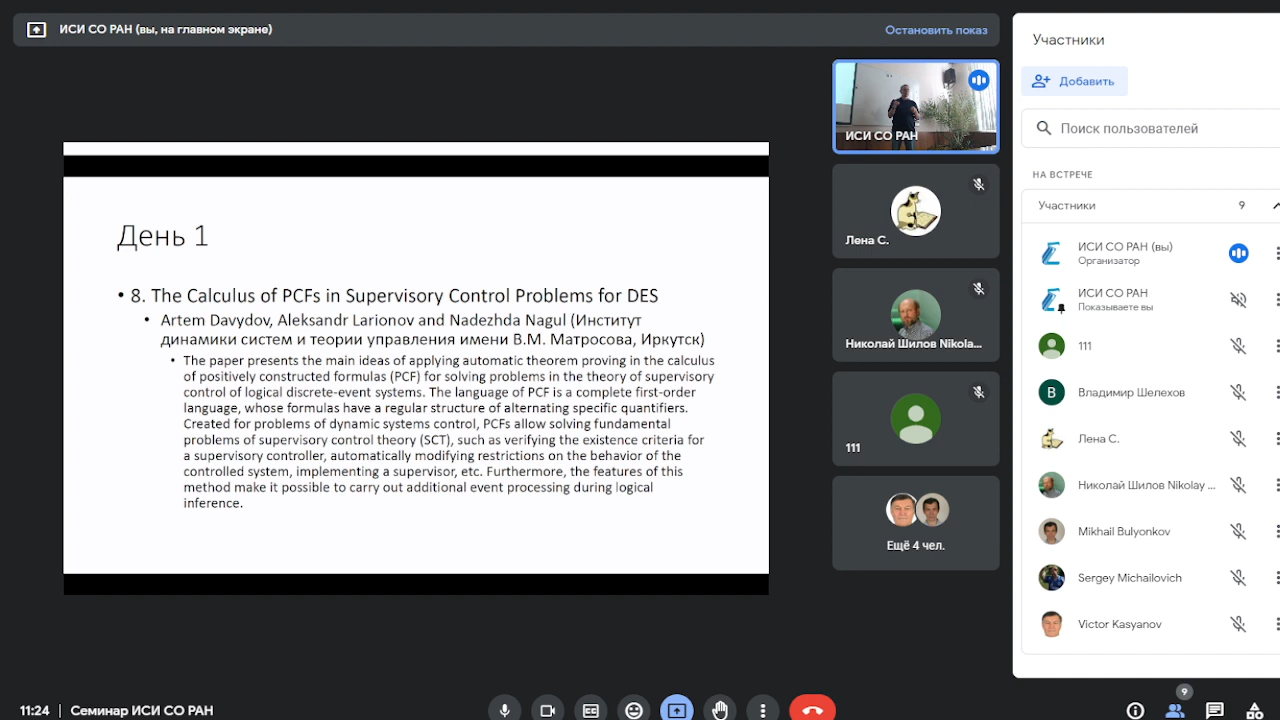 ИСИ СО РАН (вы, на главном экране)
Остановить показ
День 1
• 8. The Calculus of PCFs in Supervisory Control Problems for DES
• Artem Davydov, Aleksandr Larionov and Nadezhda Nagul (Институт
динамики систем и теории управления имени В.М. Матросова, Иркутск)
• The paper presents the main ideas of applying automatic theorem proving in the calculus
of positively constructed formulas (PCF) for solving problems in the theory of supervisory
control of logical discrete-event systems. The language of PCF is a complete first-order
language, whose formulas have a regular structure of alternating specific quantifiers.
Created for problems of dynamic systems control, PCFs allow solving fundamental
problems of supervisory control theory (SCT), such as verifying the existence criteria for
a supervisory controller, automatically modifying restrictions on the behavior of the
controlled system, implementing a supervisor, etc. Furthermore, the features of this
method make it possible to carry out additional event processing during logical
inference.
ИСИ СО РАН
Лена С.
Николай Шилов Nikola...
111
Ещё 4 чел.
Участники
Добавить
Поиск пользователей
НА ВСТРЕЧЕ
Участники 9
ИСИ СО РАН (вы)
Организатор
ИСИ СО РАН
Показываете вы
111
В Владимир Шелехов
Лена С.
Николай Шилов Nikolay ...
Mikhail Bulyonkov
Sergey Michailovich
Victor Kasyanov
11:24 | Семинар ИСИ СО РАН
9